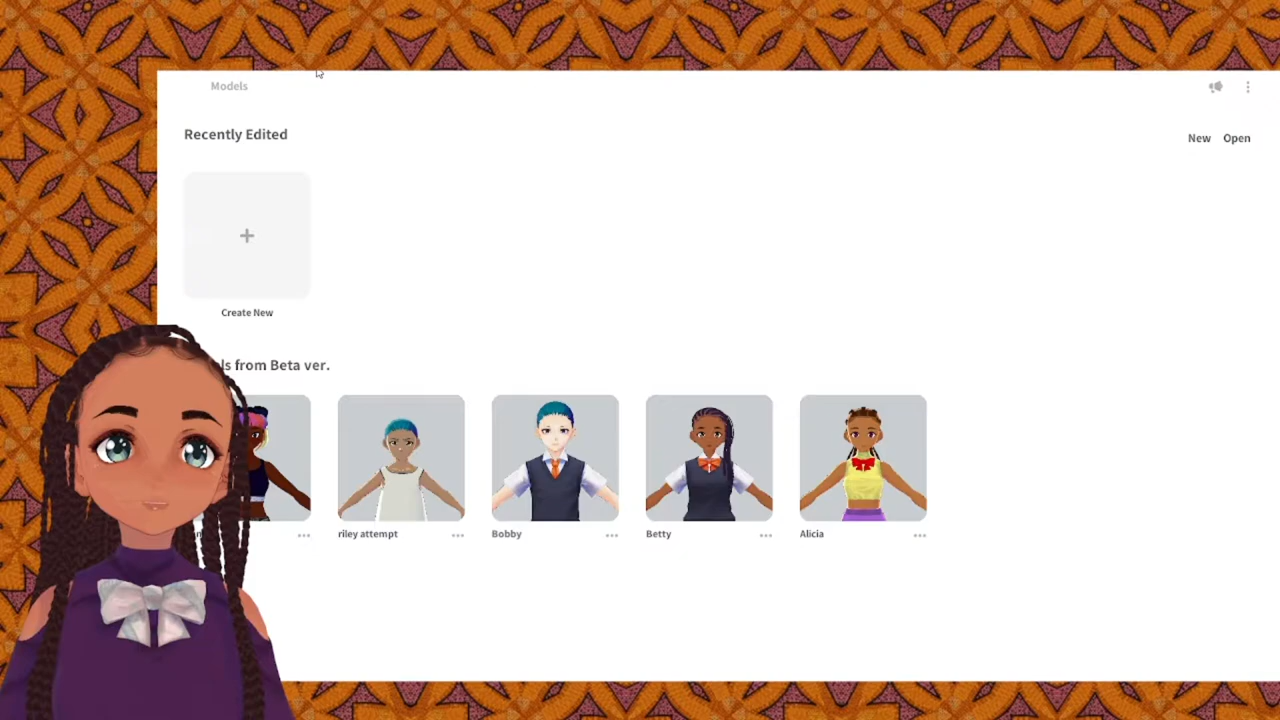 Models
Recently Edited
New Open
+
Create New
ls from Beta ver.
riley attempt
Bobby
Betty
Alicia